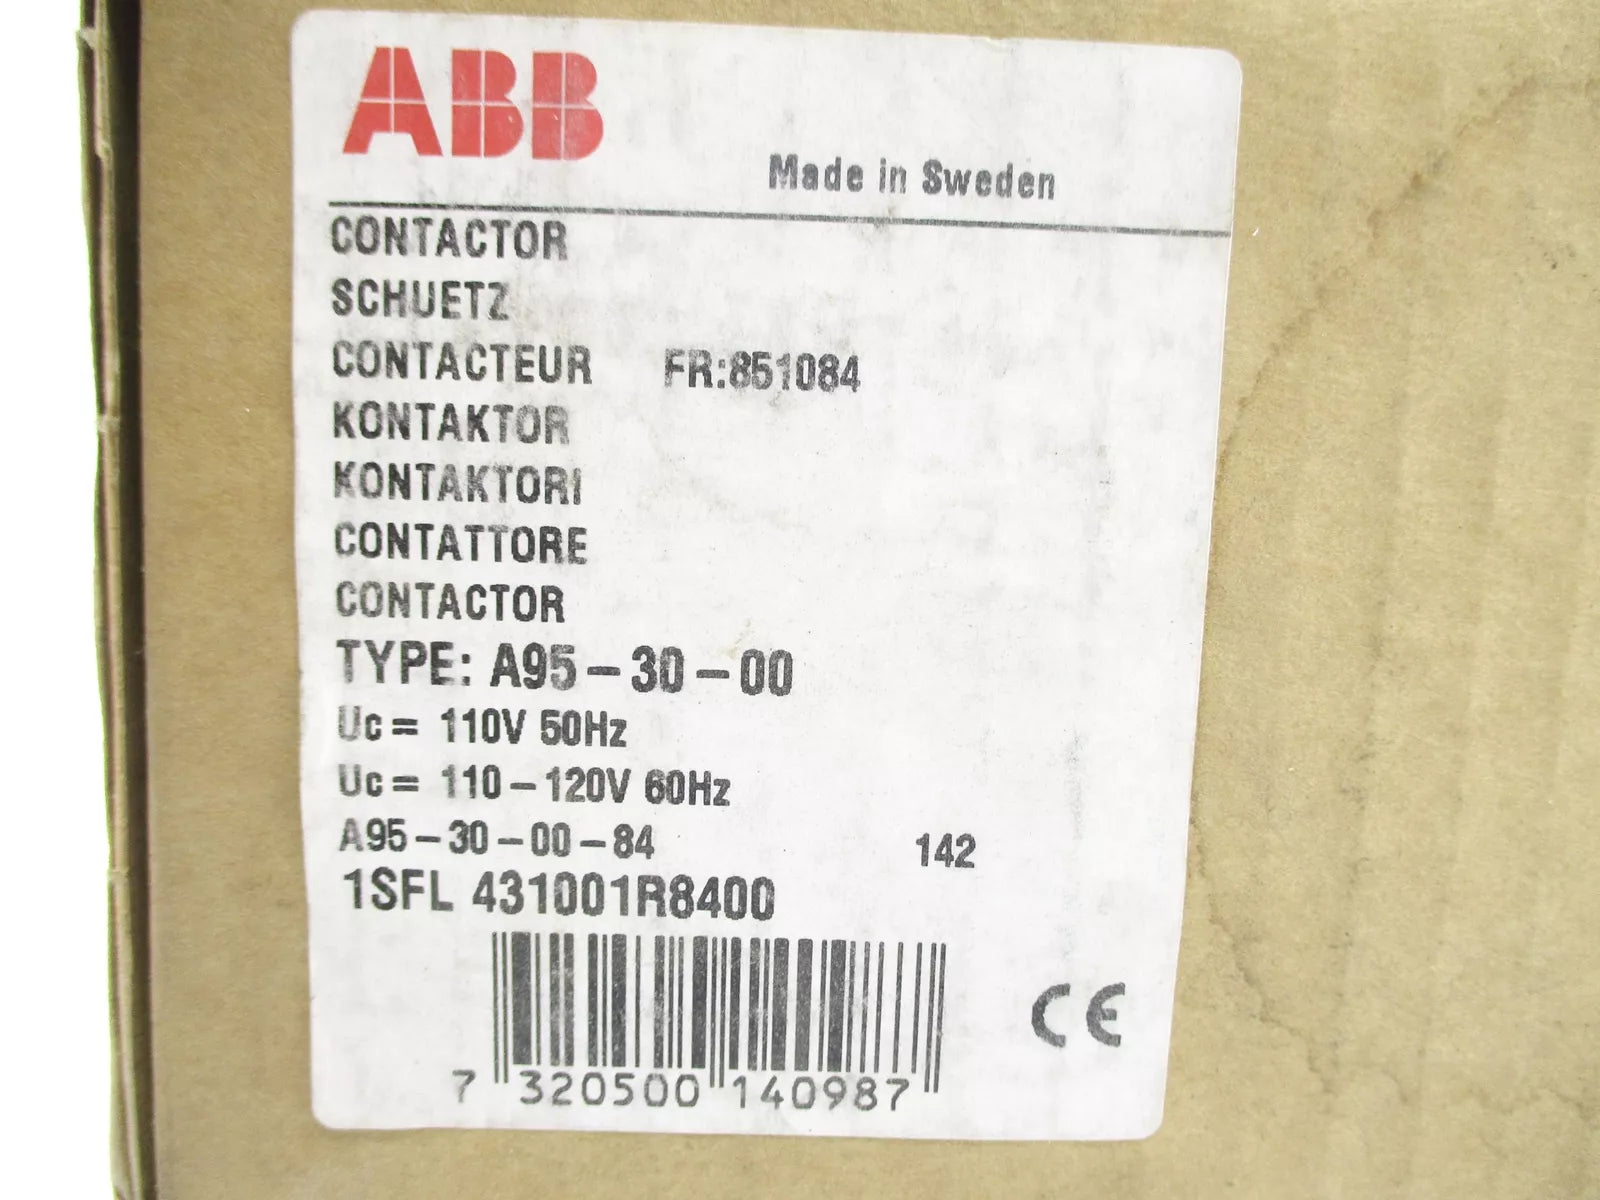 ABB
Made in Sweden
CONTACTOR
SCHUETZ
CONTACTEUR FR:851084
KONTAKTOR
KONTAKTORI
CONTATTORE
CONTACTOR
TYPE: A95-30-00
Uc= 110V 50Hz
Uc= 110-120V 60Hz
A95-30-00-84 142
1SFL 431001R8400
7 320500 140987
CE